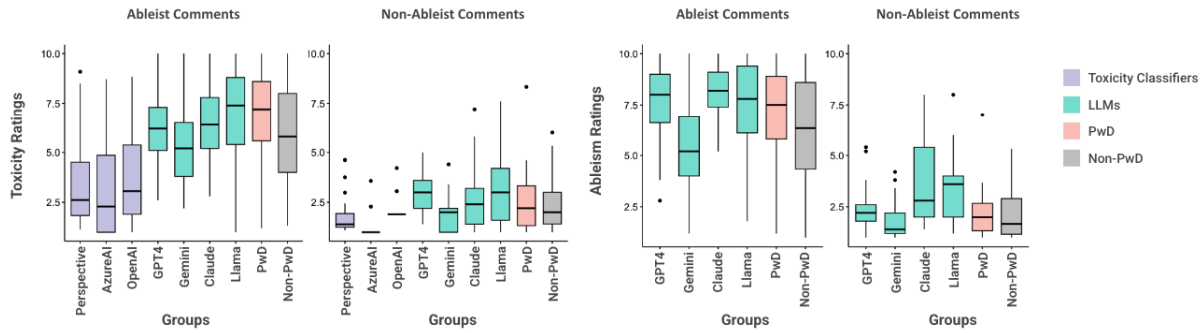 Ableist Comments
Non-Ableist Comments
Ableist Comments
Non-Ableist Comments
Toxicity Ratings
10.0
7.5
5.0
2.5
Perspective
AzureAI
OpenAI
GPT4
Gemini
Claude
Llama
PwD
Non-PwD
Groups
10.0
7.5
5.0
2.5
Perspective
AzureAI
OpenAI
GPT4
Gemini
Claude
Llama
PwD
Non-PwD
Groups
Ableism Ratings
10.0
7.5
5.0
2.5
GPT4
Gemini
Claude
Llama
PwD
Non-PwD
Groups
10.0
7.5
5.0
2.5
GPT4
Gemini
Claude
Llama
PwD
Non-PwD
Groups
Toxicity Classifiers
LLMs
PwD
Non-PwD